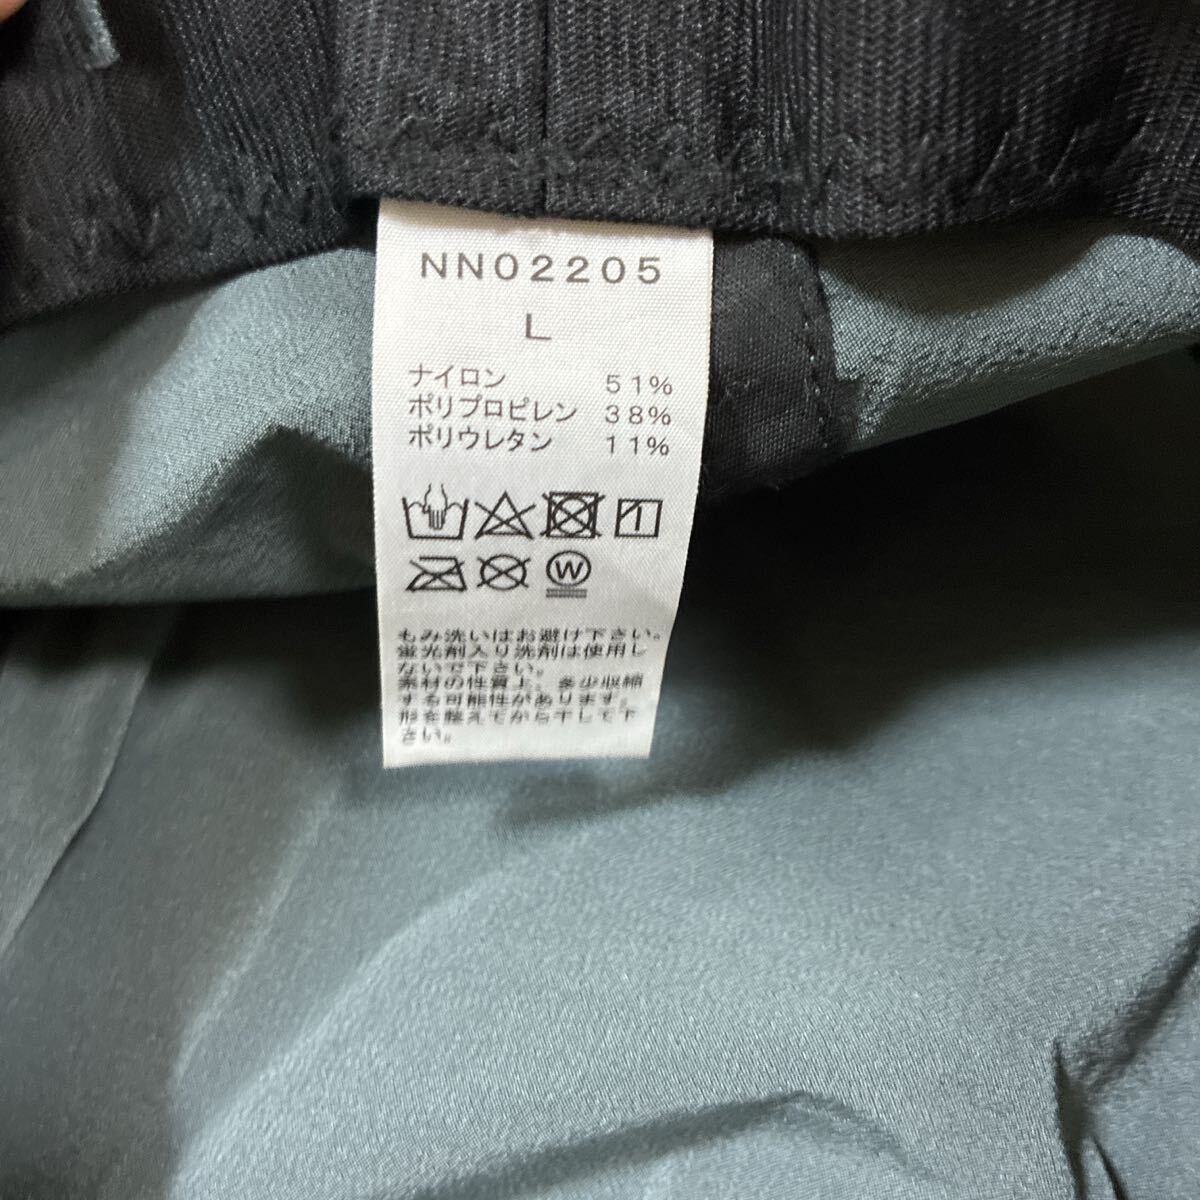 NN02205
L
ナイロン 51%
ポリプロピレン 38%
ポリウレタン 11%
W
もみ洗いはお避け下さい。
蛍光剤入り洗剤は使用し
ないで下さい。
素材の性質上、多少収縮
する可能性があります。
形を整えてから干して下
さい。